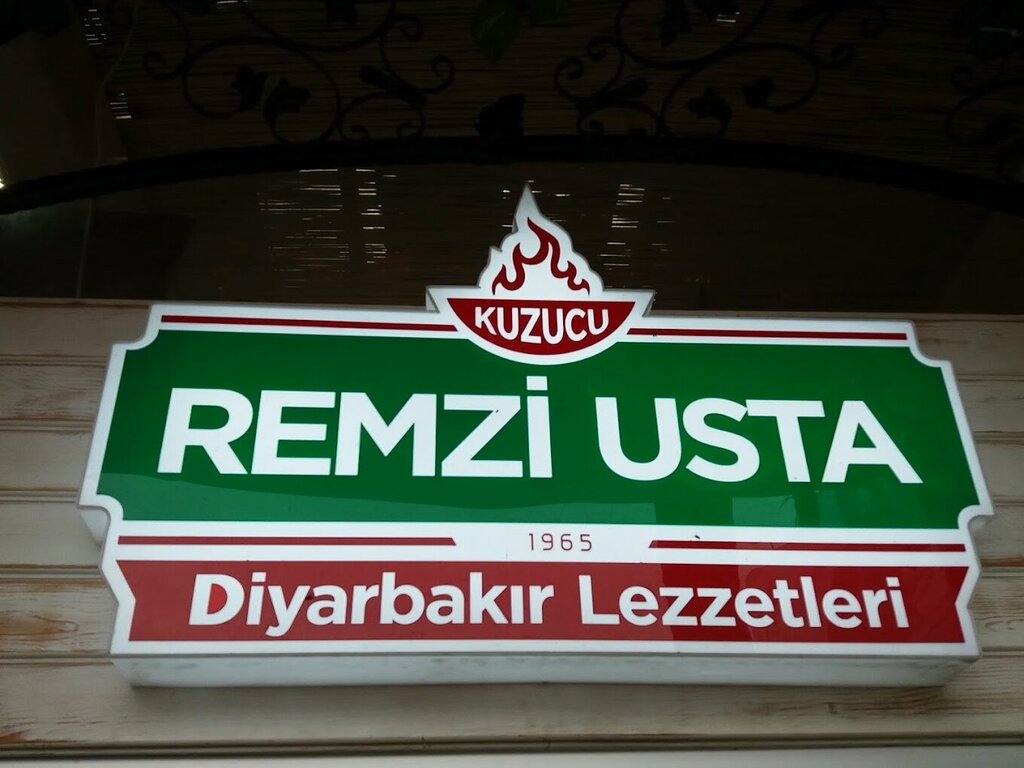 KUZUCU
REMZİ USTA
1965
Diyarbakır Lezzetleri